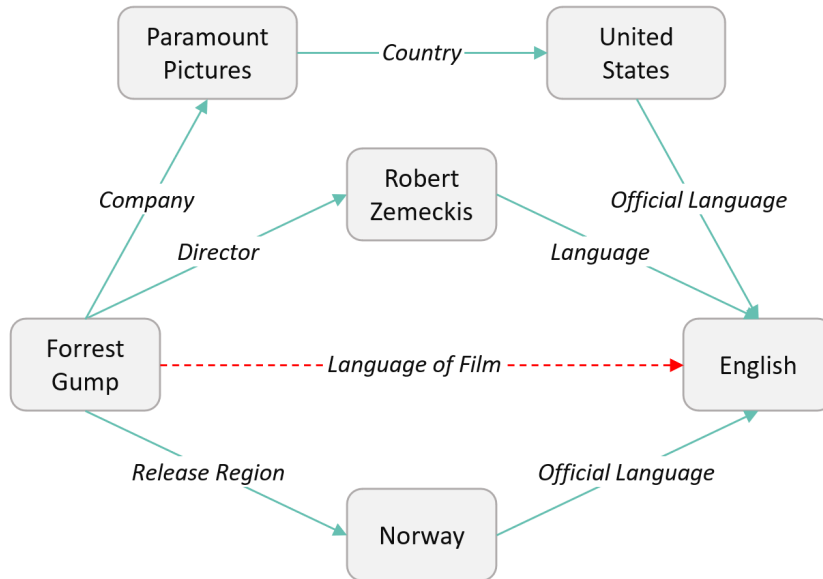 Paramount
Pictures
Country
United
States
Company
Robert
Zemeckis
Official Language
Director
Language
Forrest
Gump
Language of Film
English
Release Region
Official Language
Norway